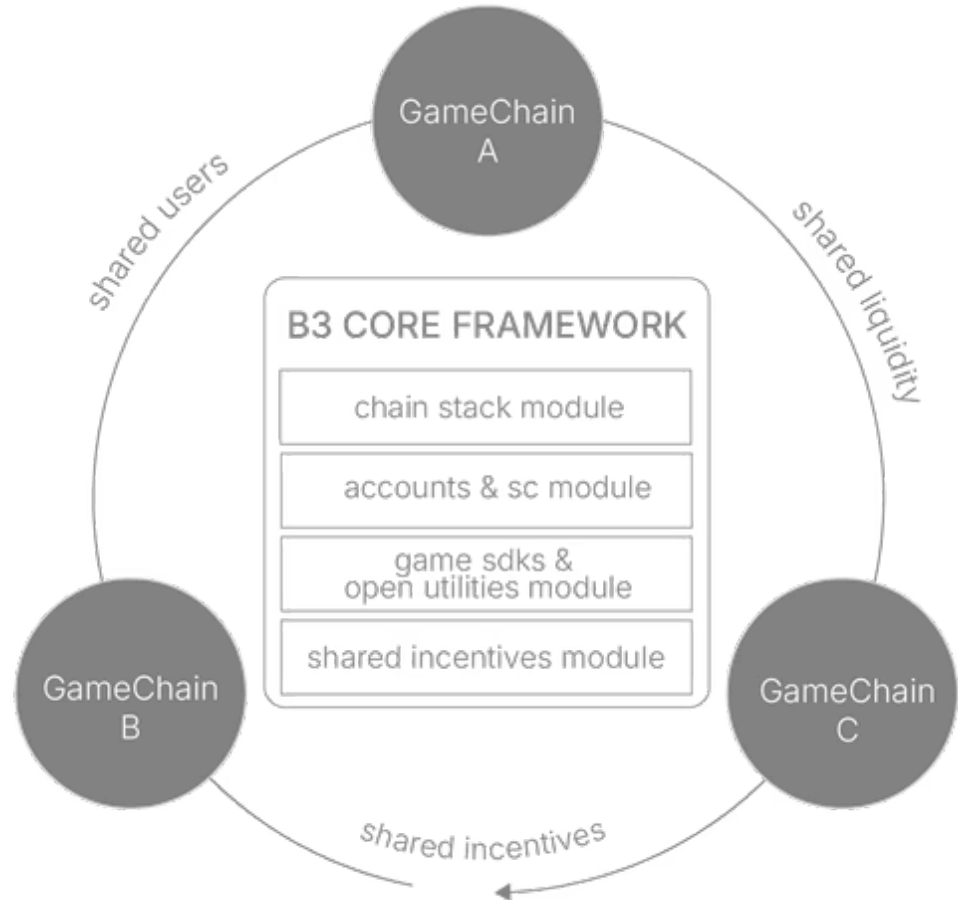 GameChain
A
shared users
shared liquidity
B3 CORE FRAMEWORK
chain stack module
accounts & sc module
game sdks &
open utilities module
shared incentives module
GameChain
B
GameChain
C
shared incentives